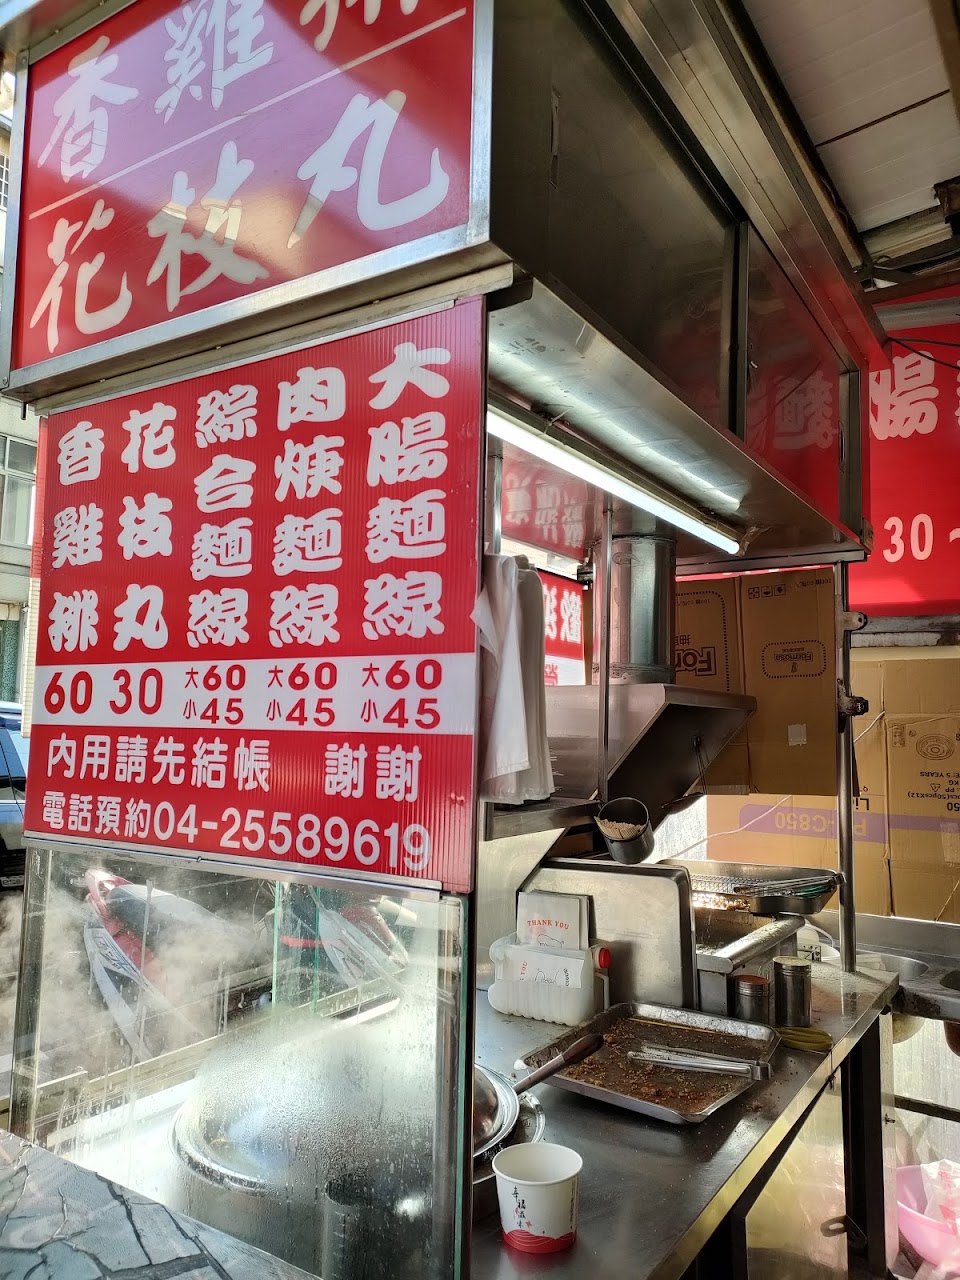 香雞排
花枝丸
大腸麵線
肉焿麵線
綜合麵線
花枝丸
香雞排
大60
小45
大60
小45
大60
小45
30
60
內用請先結帳 謝謝
電話預約04-25589619
腸
30
THANK YOU
C850